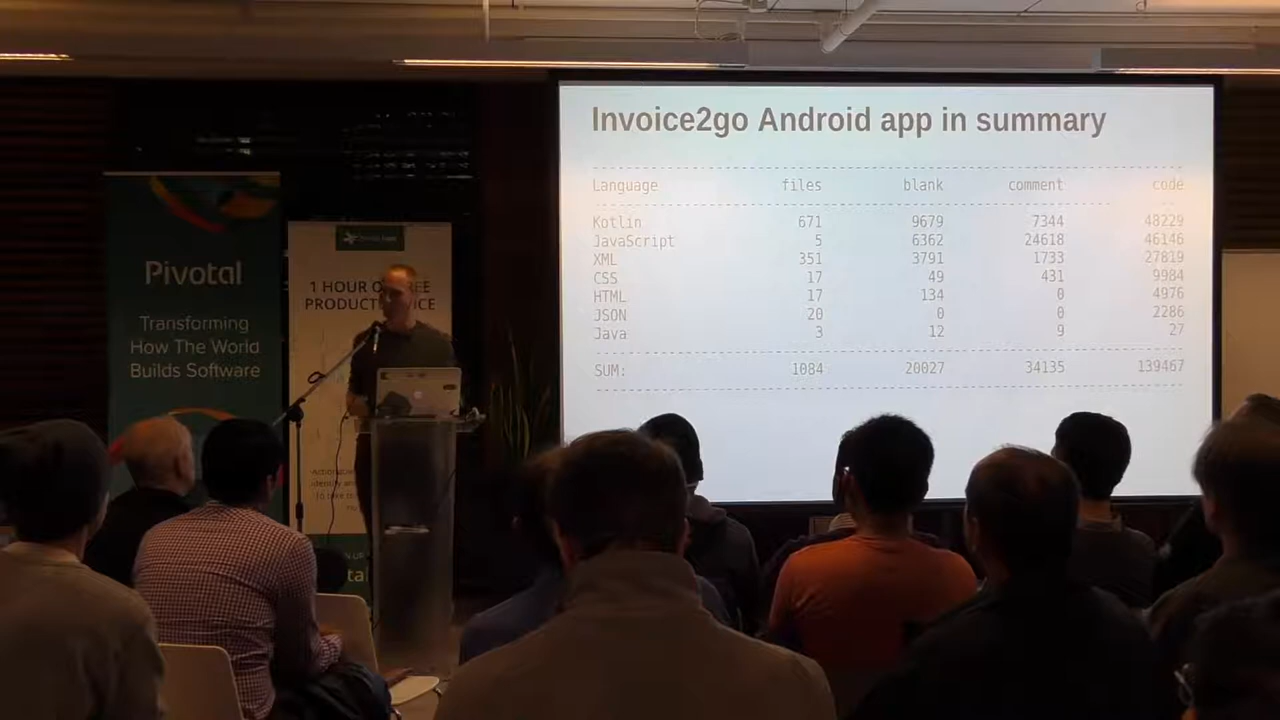 Invoice2go Android app in summary
Language files blank comment code
Kotlin 671 9679 7344 48229
JavaScript 5 6362 24618 46146
XML 351 3791 1733 27819
CSS 17 49 431 9984
HTML 17 134 0 4976
JSON 20 0 0 2286
Java 3 12 9 27
SUM: 1084 20027 34135 139467
Pivotal
Transforming
How The World
Builds Software
1 HOUR
PRODUCT